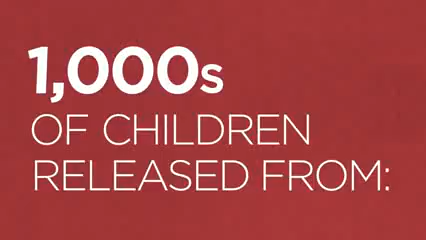 1,000s
OF CHILDREN
RELEASED FROM: